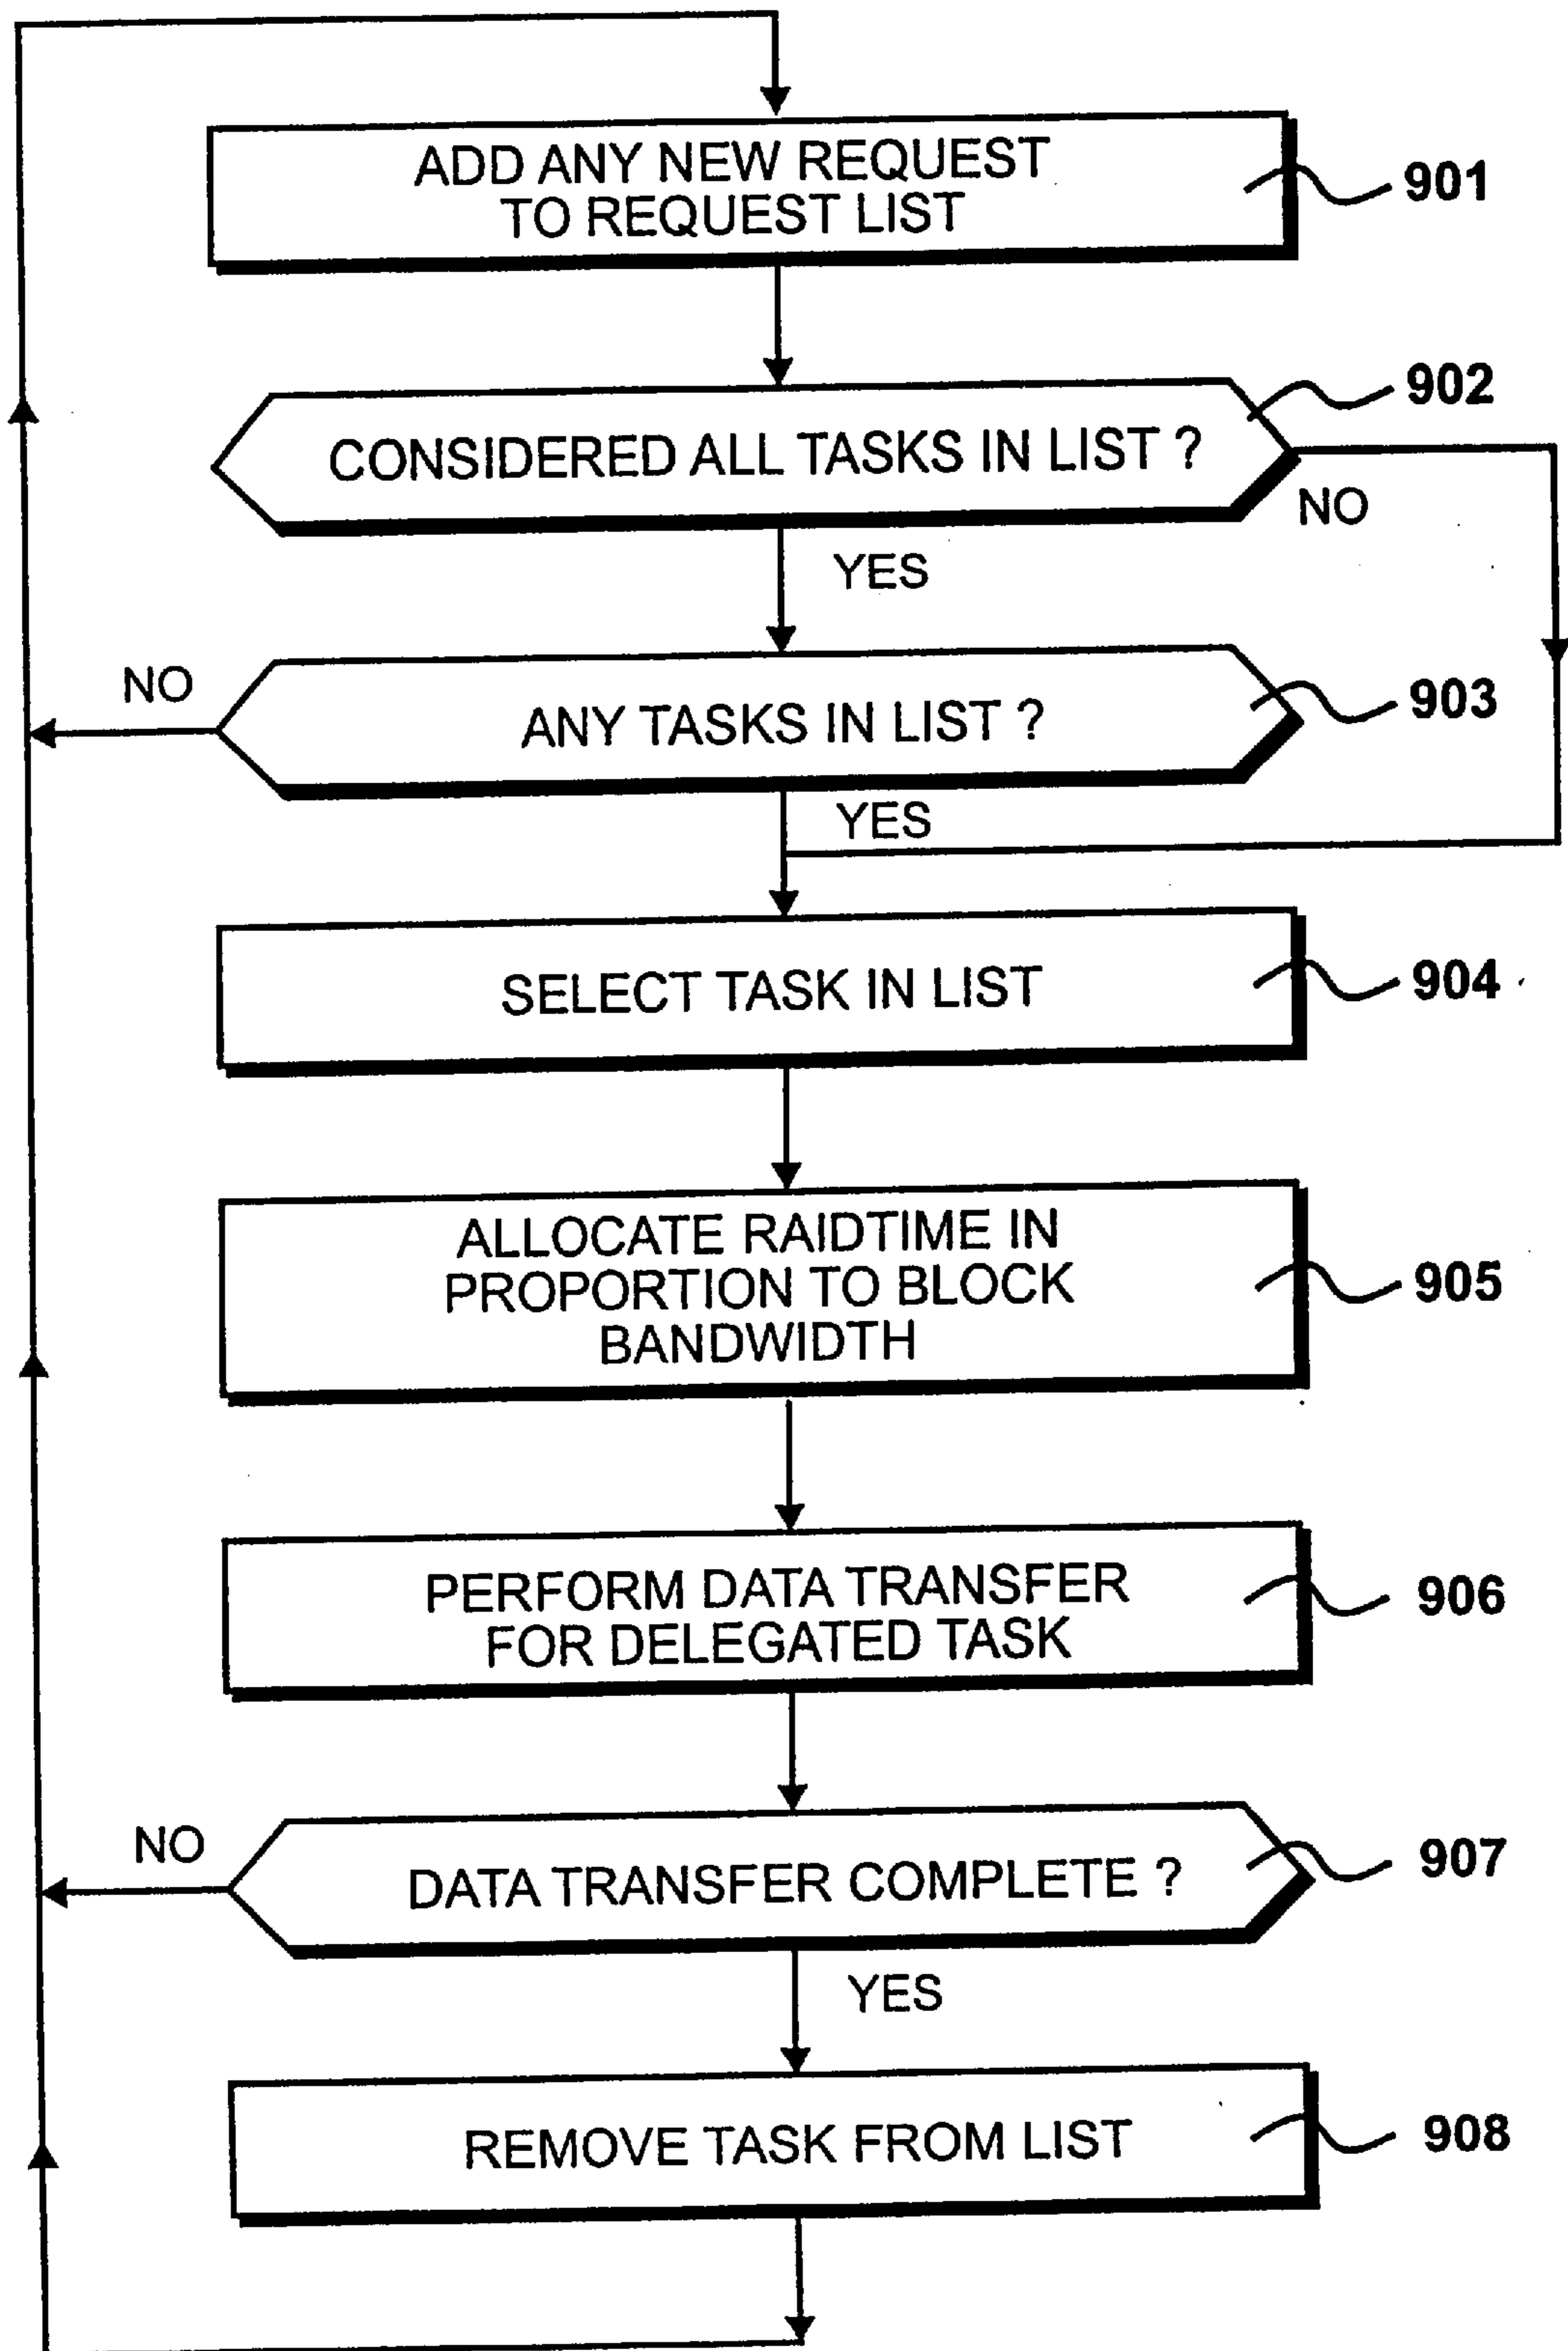 ADD ANY NEW REQUEST
TO REQUEST LIST
901
902
CONSIDERED ALL TASKS IN LIST ?
NO
YES
NO
903
ANY TASKS IN LIST ?
YES
SELECT TASK IN LIST
904
ALLOCATE RAIDTIME IN
PROPORTION TO BLOCK
BANDWIDTH
905
PERFORM DATA TRANSFER
FOR DELEGATED TASK
906
NO
907
DATA TRANSFER COMPLETE ?
YES
REMOVE TASK FROM LIST
908